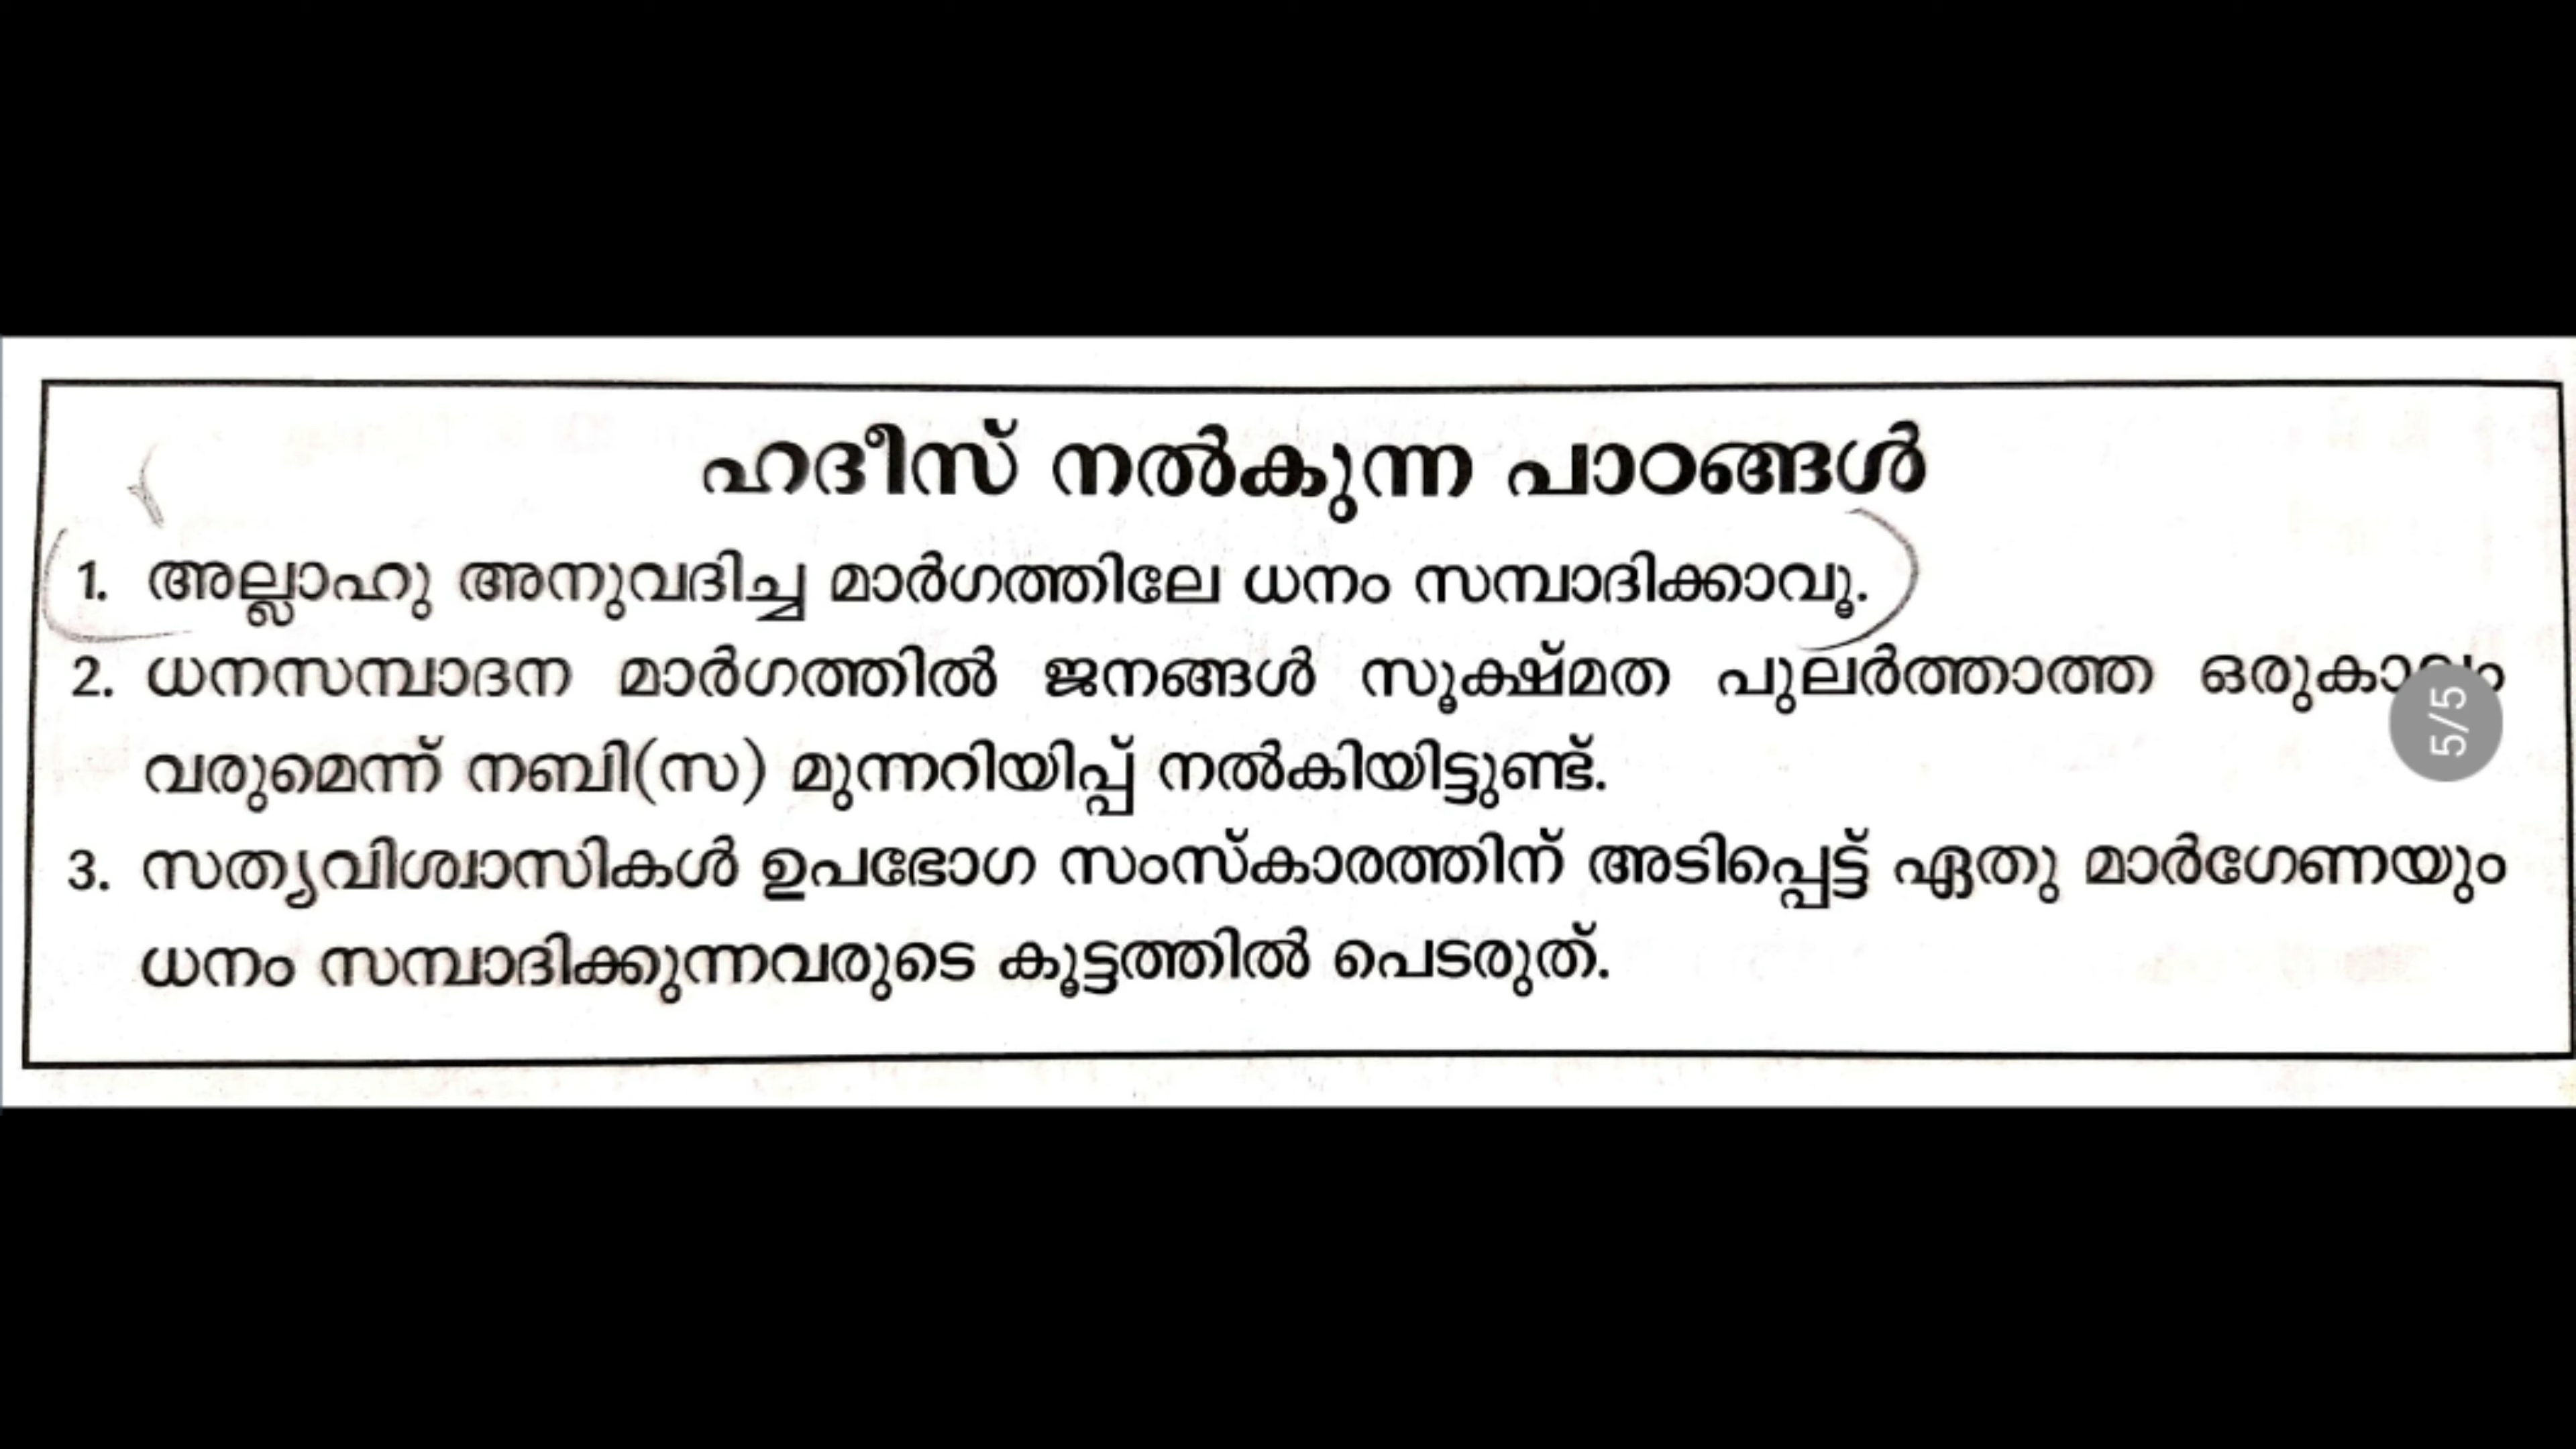 ഹദീസ് നൽകുന്ന പാഠങ്ങൾ
1. അല്ലാഹു അനുവദിച്ച മാർഗത്തിലേ ധനം സമ്പാദിക്കാവൂ.
2. ധനസമ്പാദന മാർഗത്തിൽ ജനങ്ങൾ സൂക്ഷ്മത പുലർത്താത്ത ഒരുകാലം
വരുമെന്ന് നബി(സ) മുന്നറിയിപ്പ് നൽകിയിട്ടുണ്ട്.
5/5
3. സത്യവിശ്വാസികൾ ഉപഭോഗ സംസ്കാരത്തിന് അടിപ്പെട്ട് ഏതു മാർഗേണയും
ധനം സമ്പാദിക്കുന്നവരുടെ കൂട്ടത്തിൽ പെടരുത്.